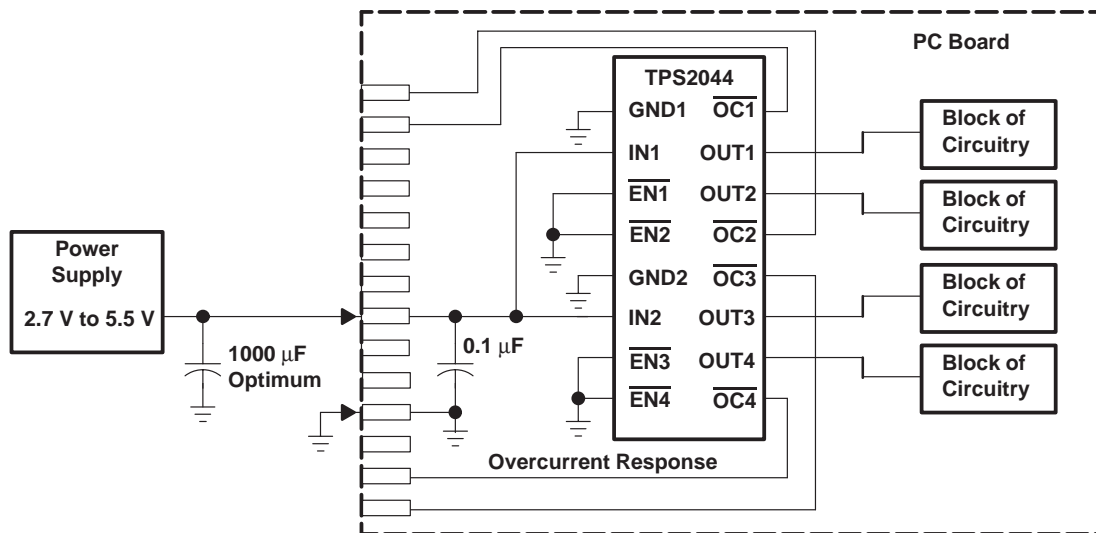 PC Board
TPS2044
GND1 OC1
IN1 OUT1
EN1 OUT2
EN2 OC2
GND2 OC3
IN2 OUT3
EN3 OUT4
EN4 OC4
Block of
Circuitry
Block of
Circuitry
Block of
Circuitry
Block of
Circuitry
Power
Supply
2.7 V to 5.5 V
1000 μF
Optimum
0.1 μF
Overcurrent Response